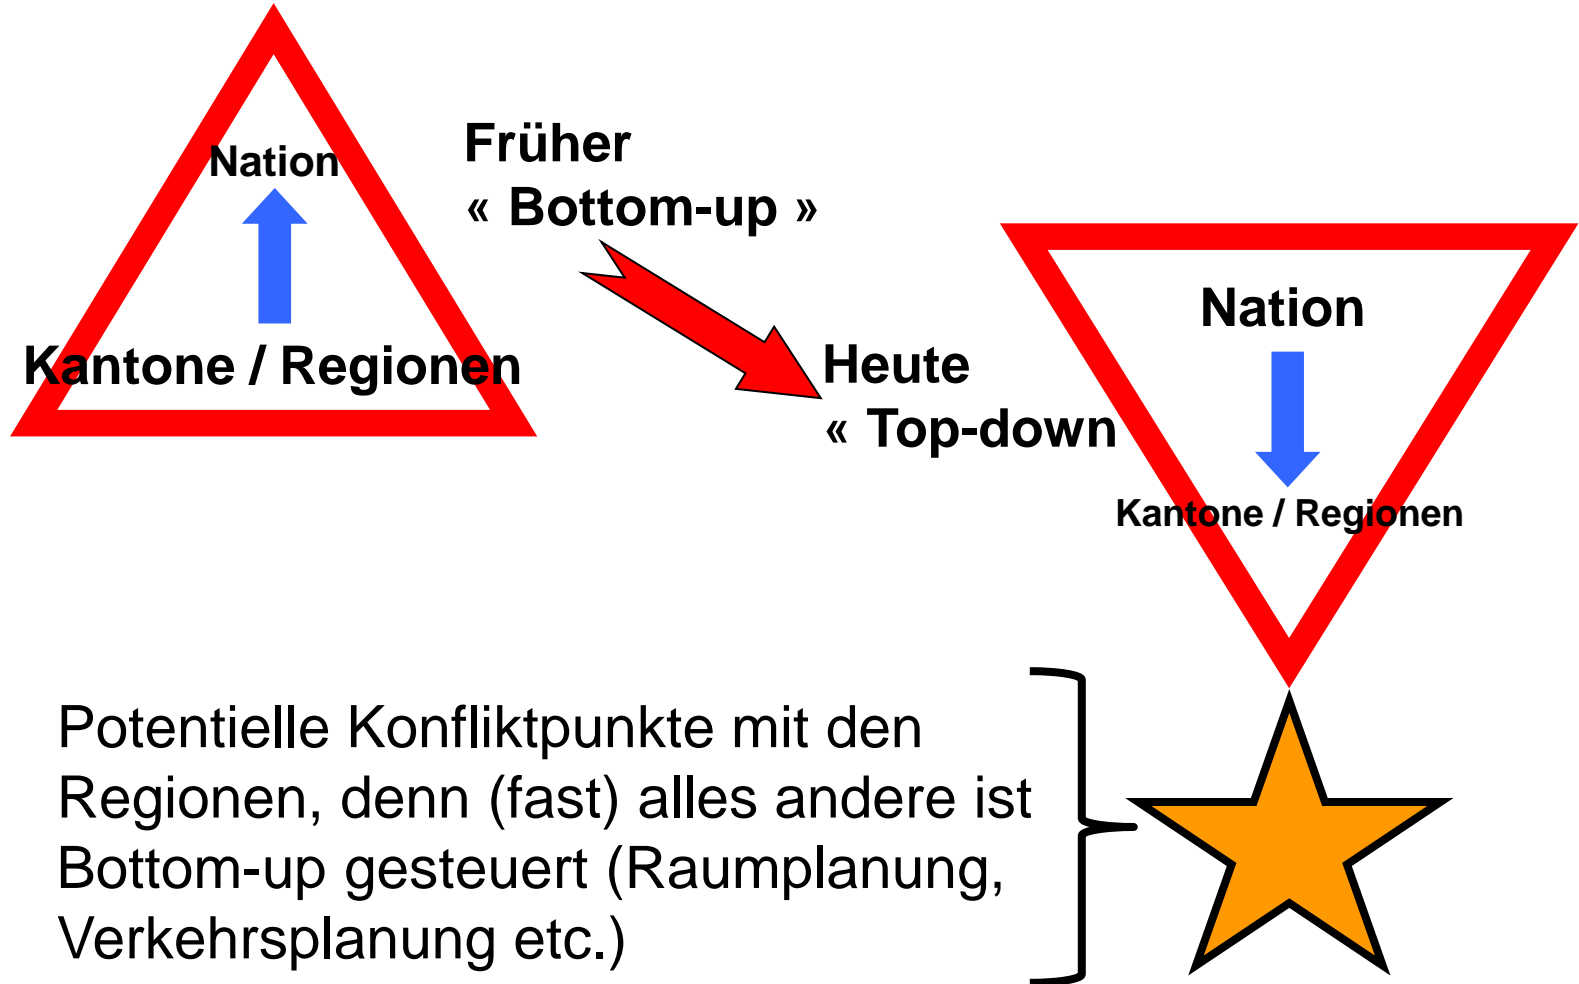 Nation
Kantone / Regionen
Früher
« Bottom-up »
Heute
« Top-down
Nation
Kantone / Regionen
Potentielle Konfliktpunkte mit den
Regionen, denn (fast) alles andere ist
Bottom-up gesteuert (Raumplanung,
Verkehrsplanung etc.)